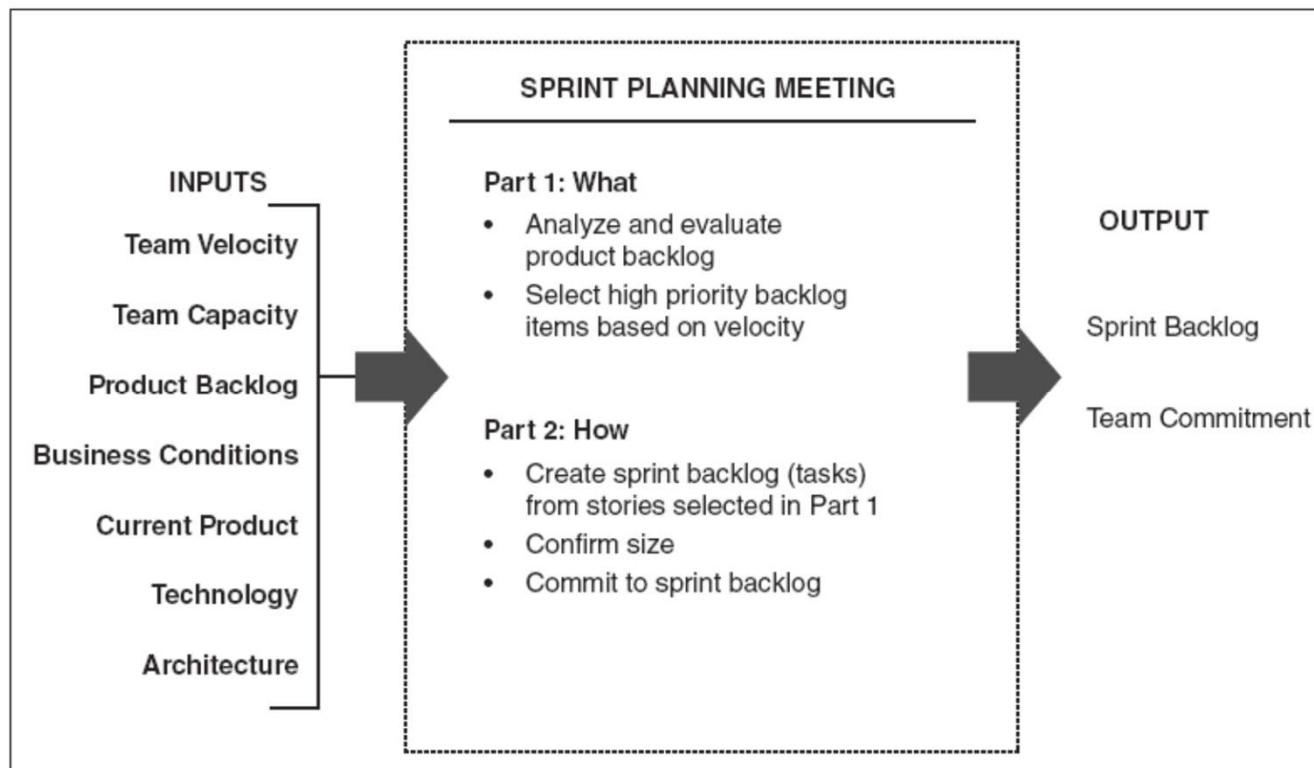 SPRINT PLANNING MEETING
INPUTS
Team Velocity
Team Capacity
Product Backlog
Business Conditions
Current Product
Technology
Architecture
Part 1: What
• Analyze and evaluate
product backlog
• Select high priority backlog
items based on velocity
Part 2: How
• Create sprint backlog (tasks)
from stories selected in Part 1
• Confirm size
• Commit to sprint backlog
OUTPUT
Sprint Backlog
Team Commitment